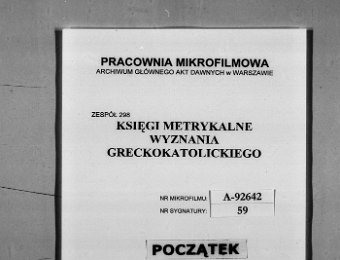 PRACOWNIA MIKROFILMOWA
ARCHIWUM GŁÓWNEGO AKT DAWNYCH w WARSZAWIE
ZESPÓŁ 298
KSIĘGI METRYKALNE
WYZNANIA
GRECKOKATOLICKIEGO
NR MIKROFILMU: A-92642
NR SYGNATURY: 59
POCZĄTEK